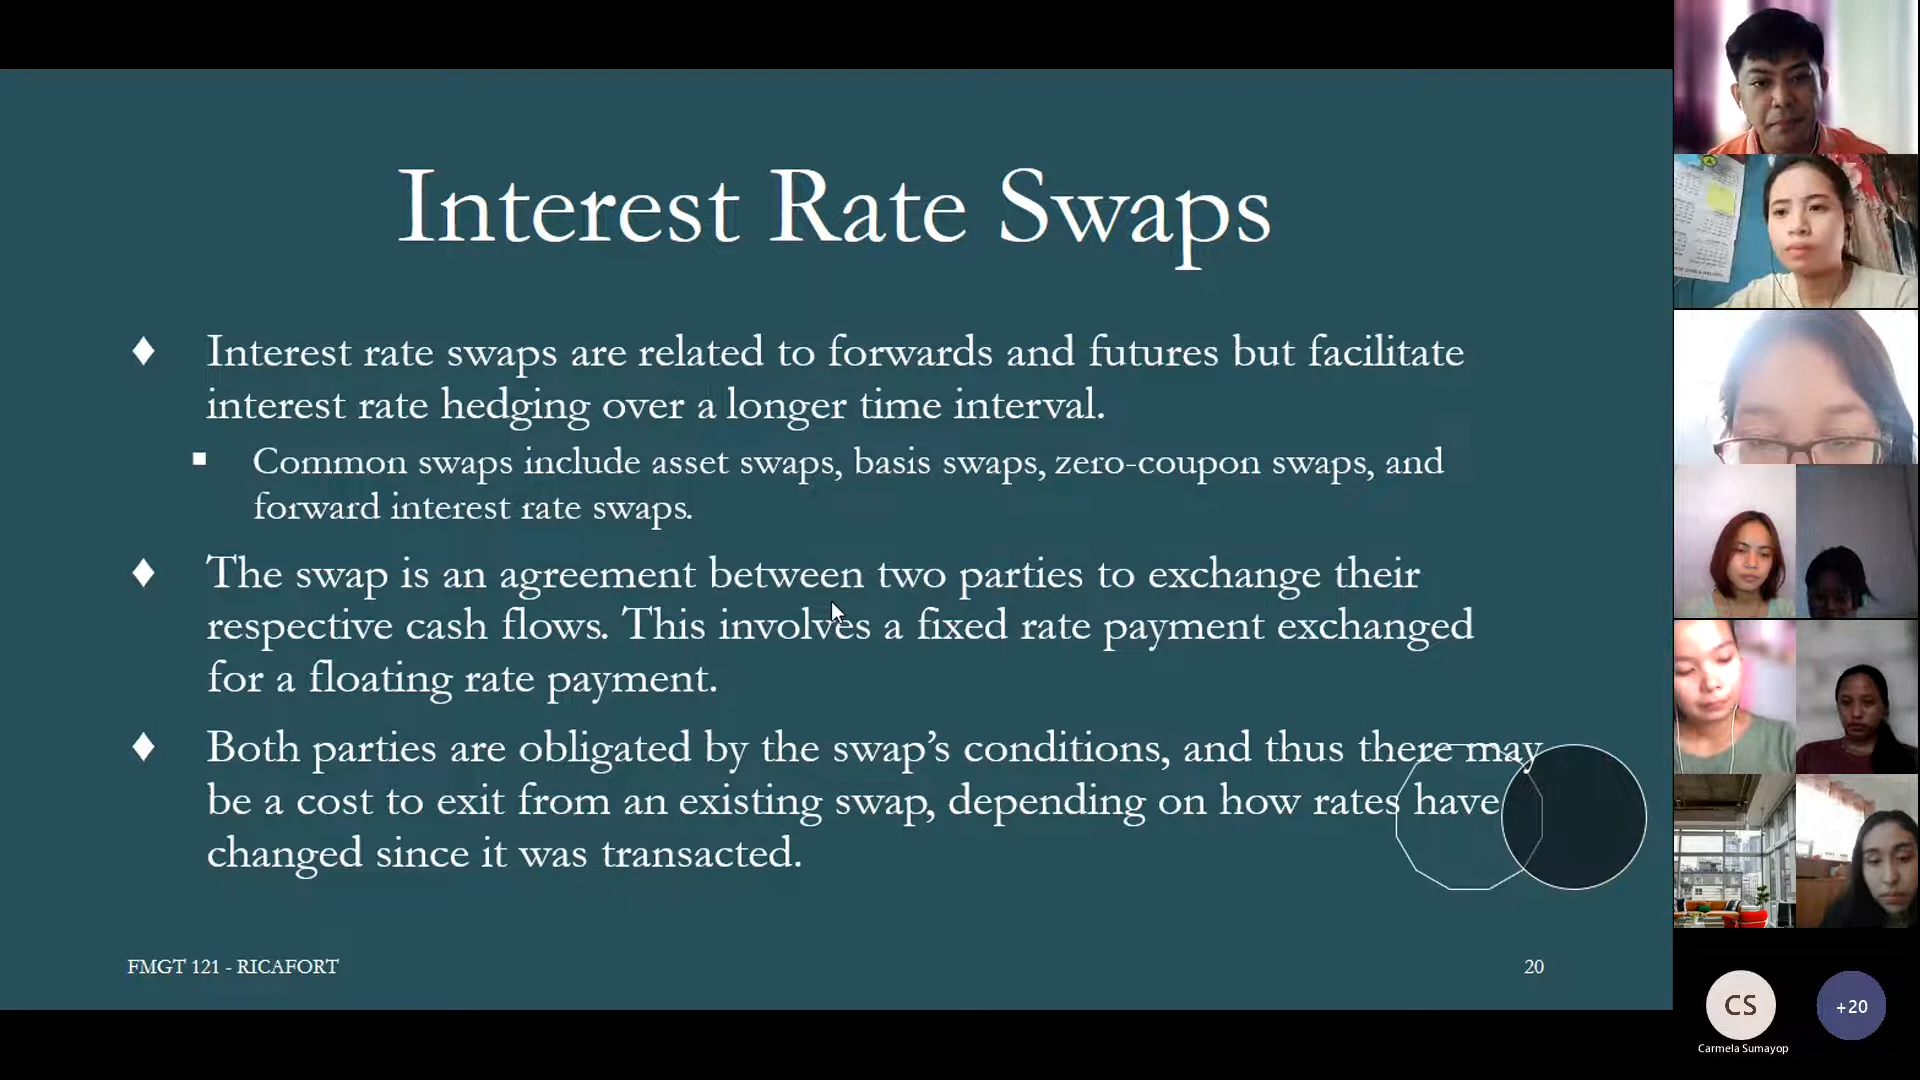 Interest Rate Swaps
Interest rate swaps are related to forwards and futures but facilitate
interest rate hedging over a longer time interval.
Common swaps include asset swaps, basis swaps, zero-coupon swaps, and
forward interest rate swaps.
The swap is an agreement between two parties to exchange their
respective cash flows. This involves a fixed rate payment exchanged
for a floating rate payment.
Both parties are obligated by the swap’s conditions, and thus there may
be a cost to exit from an existing swap, depending on how rates have
changed since it was transacted.
FMGT 121 - RICAFORT
20
CS
+20
Carmela Sumayop